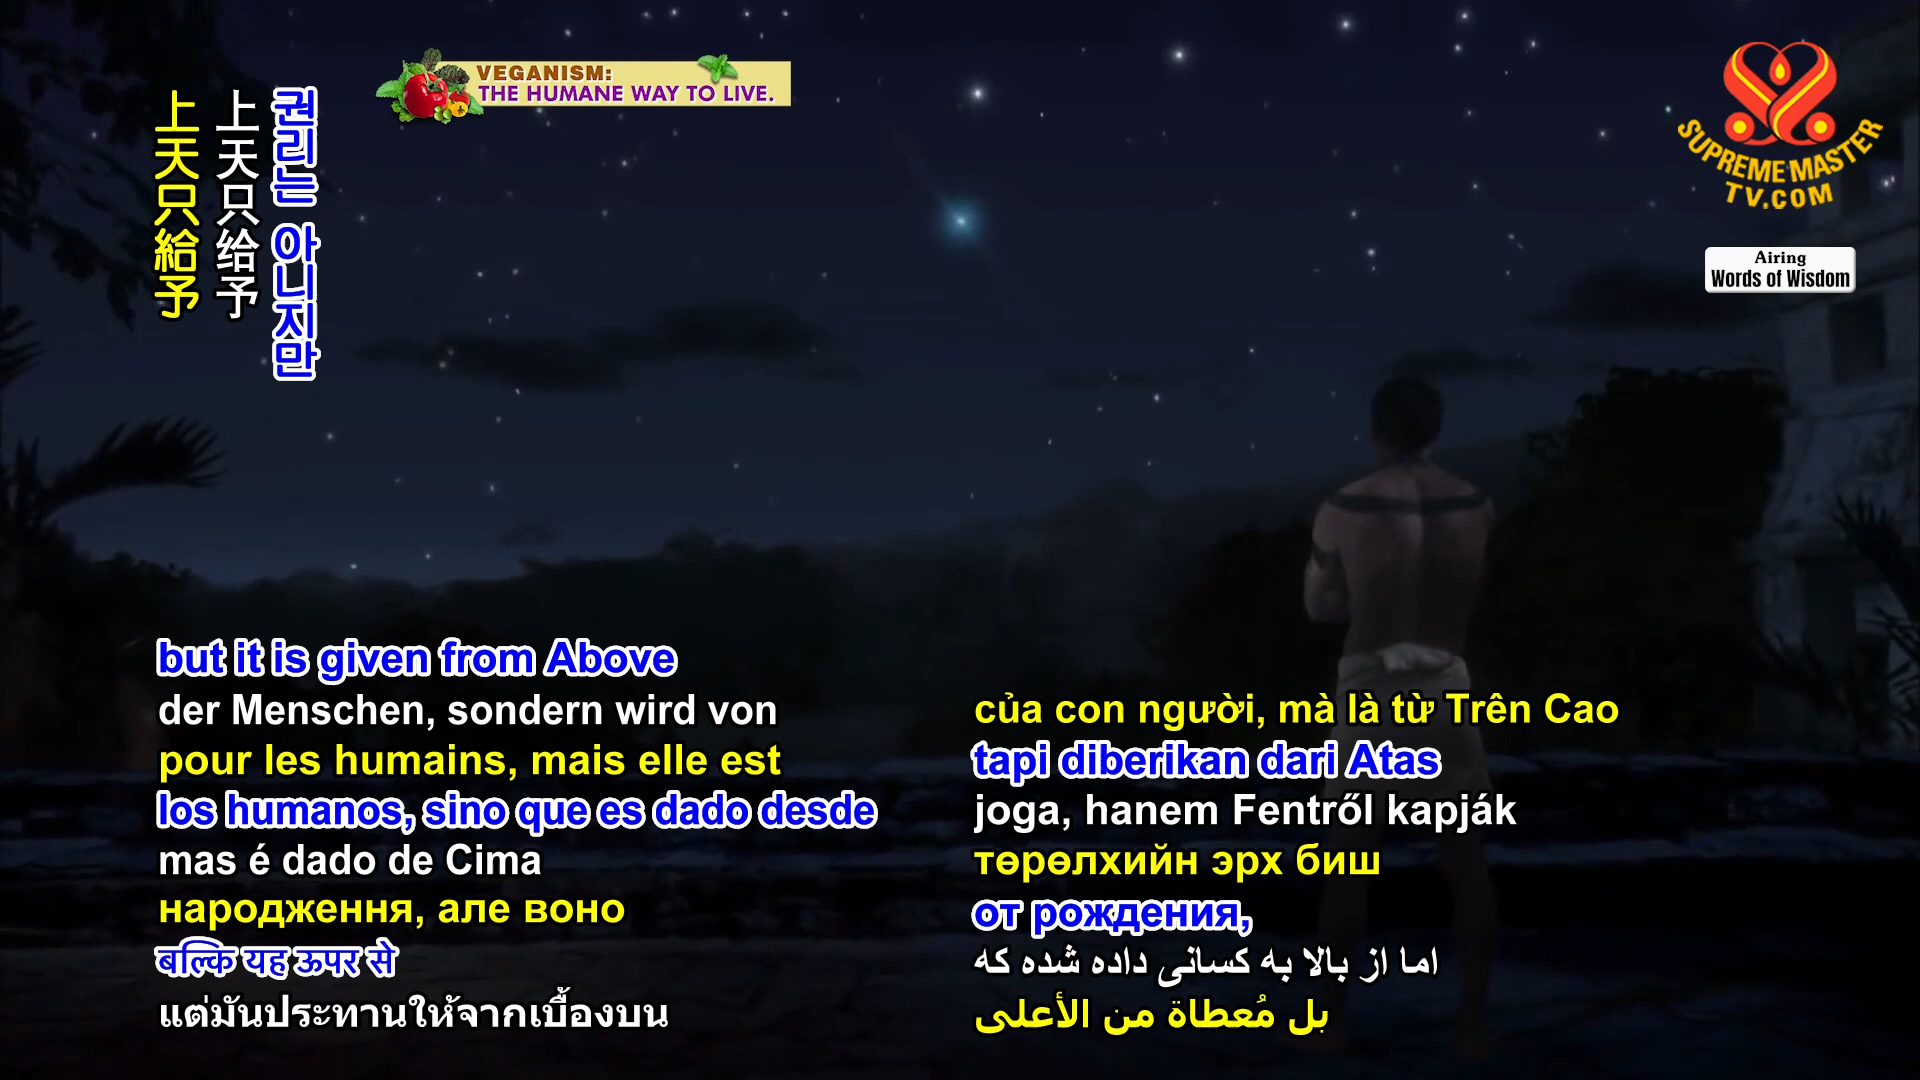 VEGANISM:
THE HUMANE WAY TO LIVE.
SUPREME MASTER
TV.COM
Airing
Words of Wisdom
권리는 아니지만
上天只给予
上天只給予
but it is given from Above
der Menschen, sondern wird von
pour les humains, mais elle est
los humanos, sino que es dado desde
mas é dado de Cima
народження, але воно
बल्कि यह ऊपर से
แต่มันประทานให้จากเบื้องบน
của con người, mà là từ Trên Cao
tapi diberikan dari Atas
joga, hanem Fentről kapják
төрөлхийн эрх биш
от рождения,
اما از بالا به کسانی داده شده که
بل مُعطاة من الأعلى